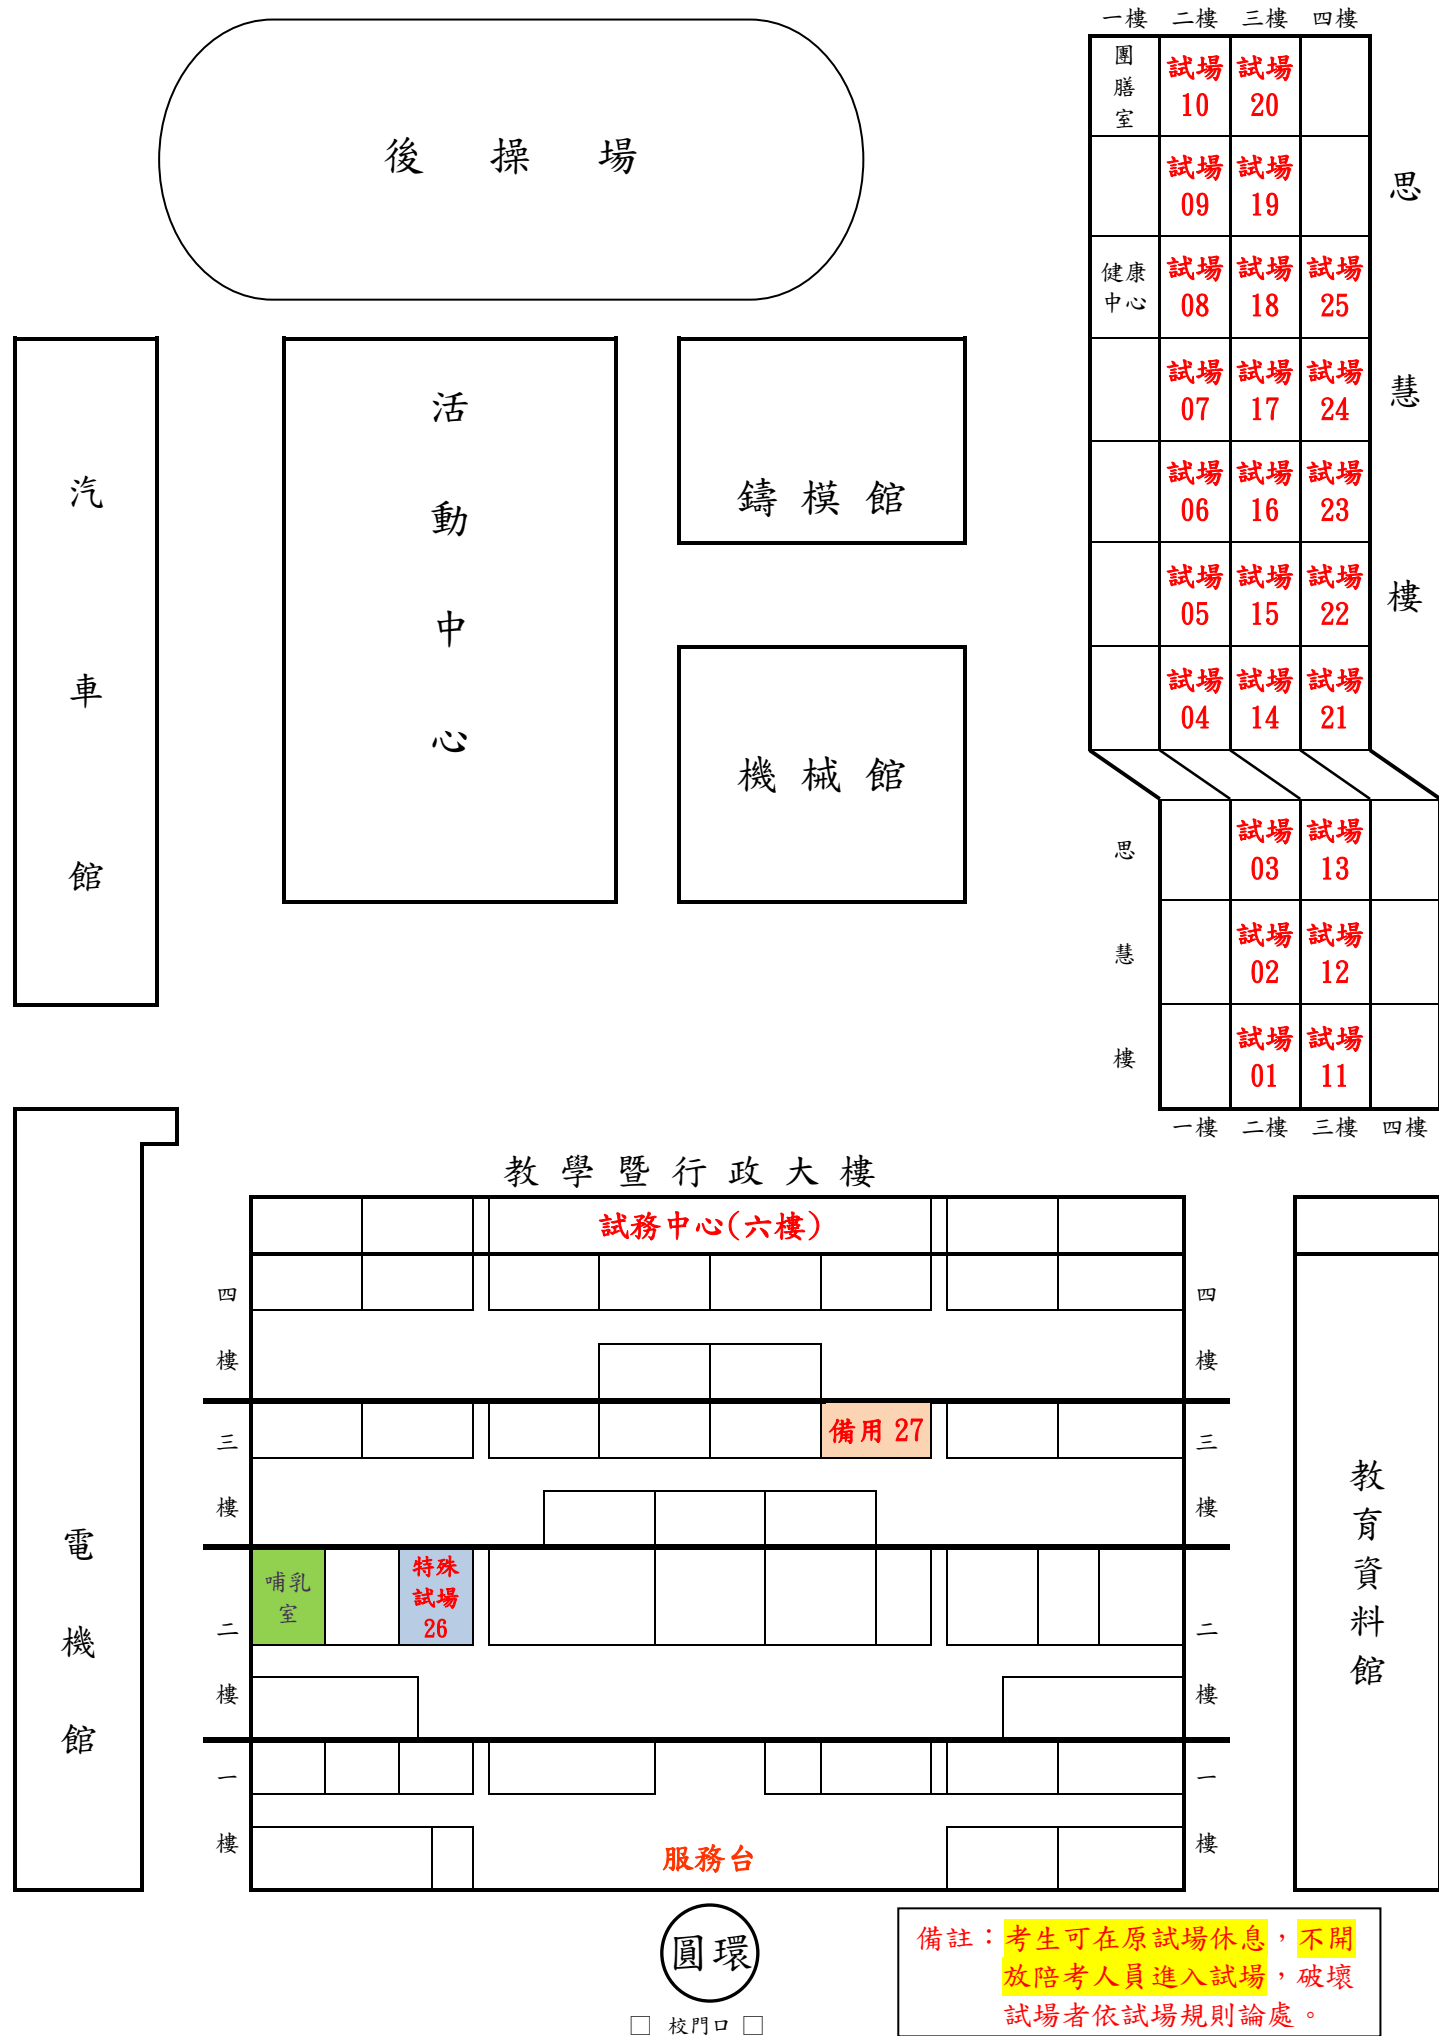 一樓 二樓 三樓 四樓
團膳室 試場10 試場20
試場09 試場19
健康中心 試場08 試場18 試場25
試場07 試場17 試場24
試場06 試場16 試場23
試場05 試場15 試場22
試場04 試場14 試場21
思慧樓
後操場
汽車館
活動中心
鑄模館
機械館
思慧樓
試場03 試場13
試場02 試場12
試場01 試場11
一樓 二樓 三樓 四樓
電機館
教學暨行政大樓
試務中心(六樓)
四樓 四樓
三樓 備用 27 三樓
二樓 哺乳室 特殊試場26 二樓
一樓 服務台 一樓
教育資料館
圓環
□ 校門口 □
備註：考生可在原試場休息，不開
放陪考人員進入試場，破壞
試場者依試場規則論處。